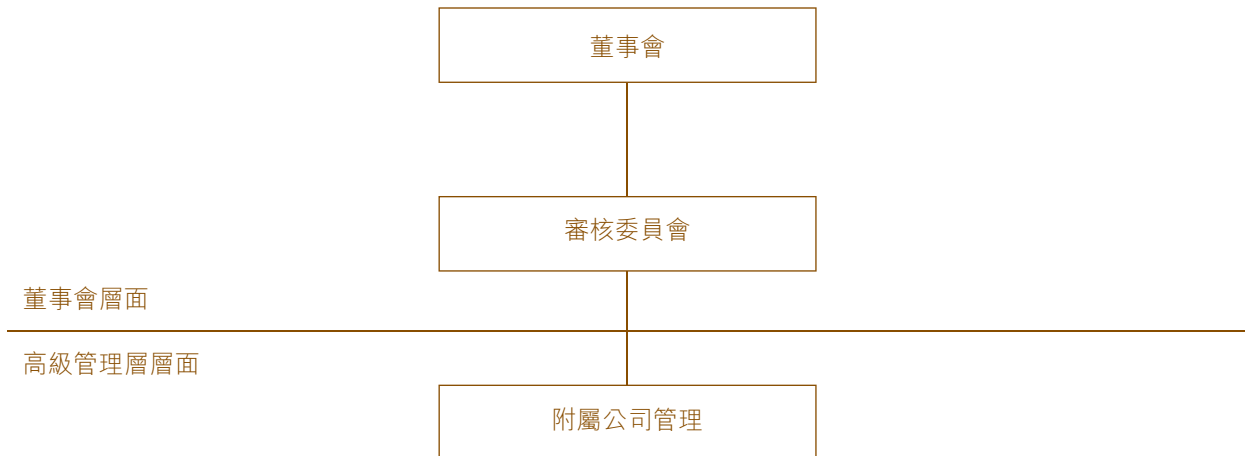 董事會
審核委員會
董事會層面
高級管理層層面
附屬公司管理